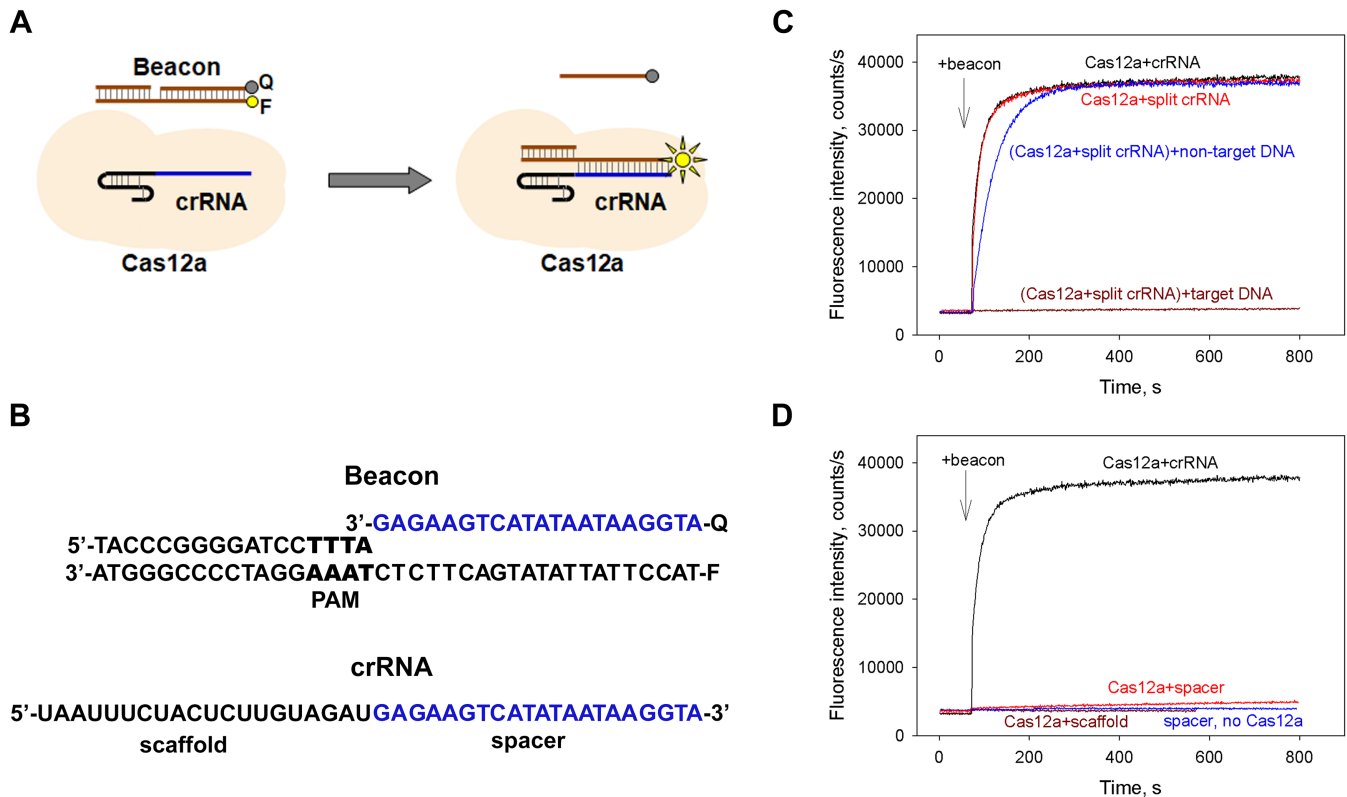 A
Beacon
Q
F
crRNA
Cas12a
crRNA
Cas12a
B
Beacon
3’-GAGAAGTCATATAATAAGGTA-Q
5’-TACCCGGGGATCCTTTA
3’-ATGGGCCCCTAGGAAATCTCTTCAGTATATTATTCCAT-F
PAM
crRNA
5’-UAAUUUCUACUCUUGUAGAUGAGAAGTCATATAATAAGGTA-3’
scaffold
spacer
C
Fluorescence intensity, counts/s
40000
30000
20000
10000
0
+beacon
Cas12a+crRNA
Cas12a+split crRNA
(Cas12a+split crRNA)+non-target DNA
(Cas12a+split crRNA)+target DNA
0 200 400 600 800
Time, s
D
Fluorescence intensity, counts/s
40000
30000
20000
10000
0
+beacon
Cas12a+crRNA
Cas12a+spacer
Cas12a+scaffold
spacer, no Cas12a
0 200 400 600 800
Time, s